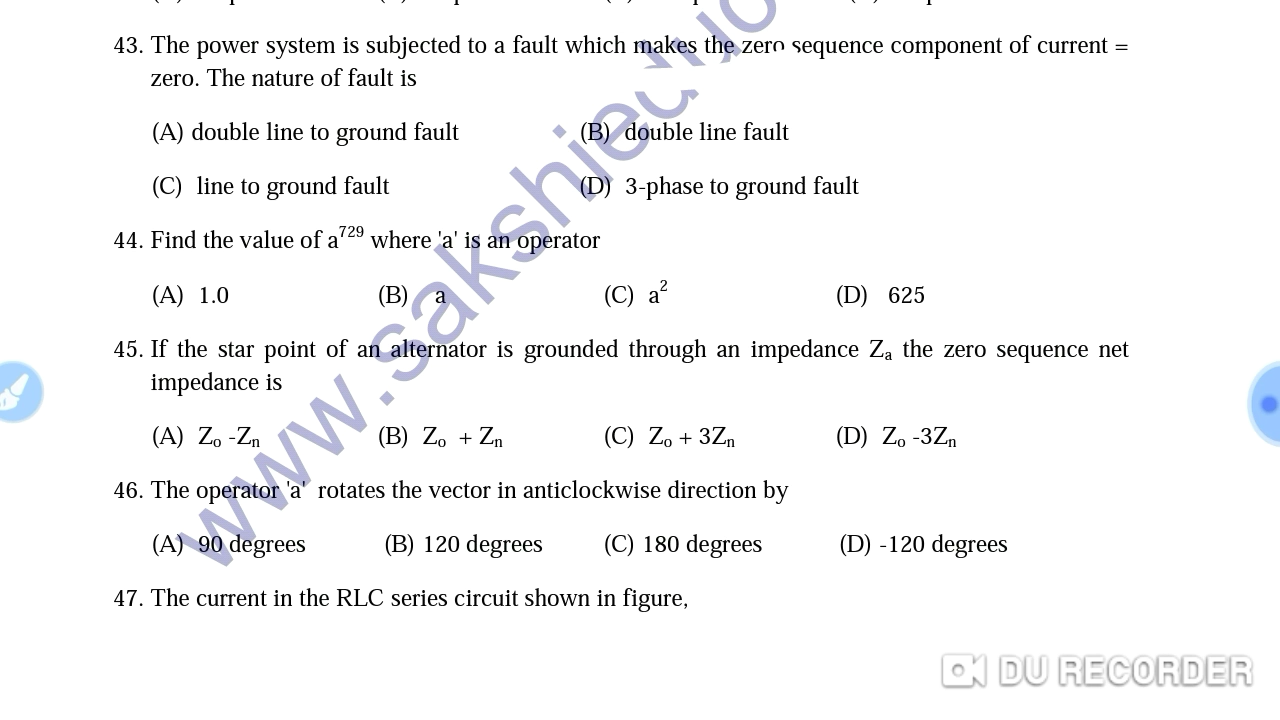 43. The power system is subjected to a fault which makes the zero sequence component of current =
zero. The nature of fault is
(A) double line to ground fault (B) double line fault
(C) line to ground fault (D) 3-phase to ground fault
44. Find the value of a⁷²⁹ where 'a' is an operator
(A) 1.0 (B) a (C) a² (D) 625
45. If the star point of an alternator is grounded through an impedance Zₐ the zero sequence net
impedance is
(A) Zₒ -Zₙ (B) Zₒ + Zₙ (C) Zₒ + 3Zₙ (D) Zₒ -3Zₙ
46. The operator 'a' rotates the vector in anticlockwise direction by
(A) 90 degrees (B) 120 degrees (C) 180 degrees (D) -120 degrees
47. The current in the RLC series circuit shown in figure,
DU RECORDER